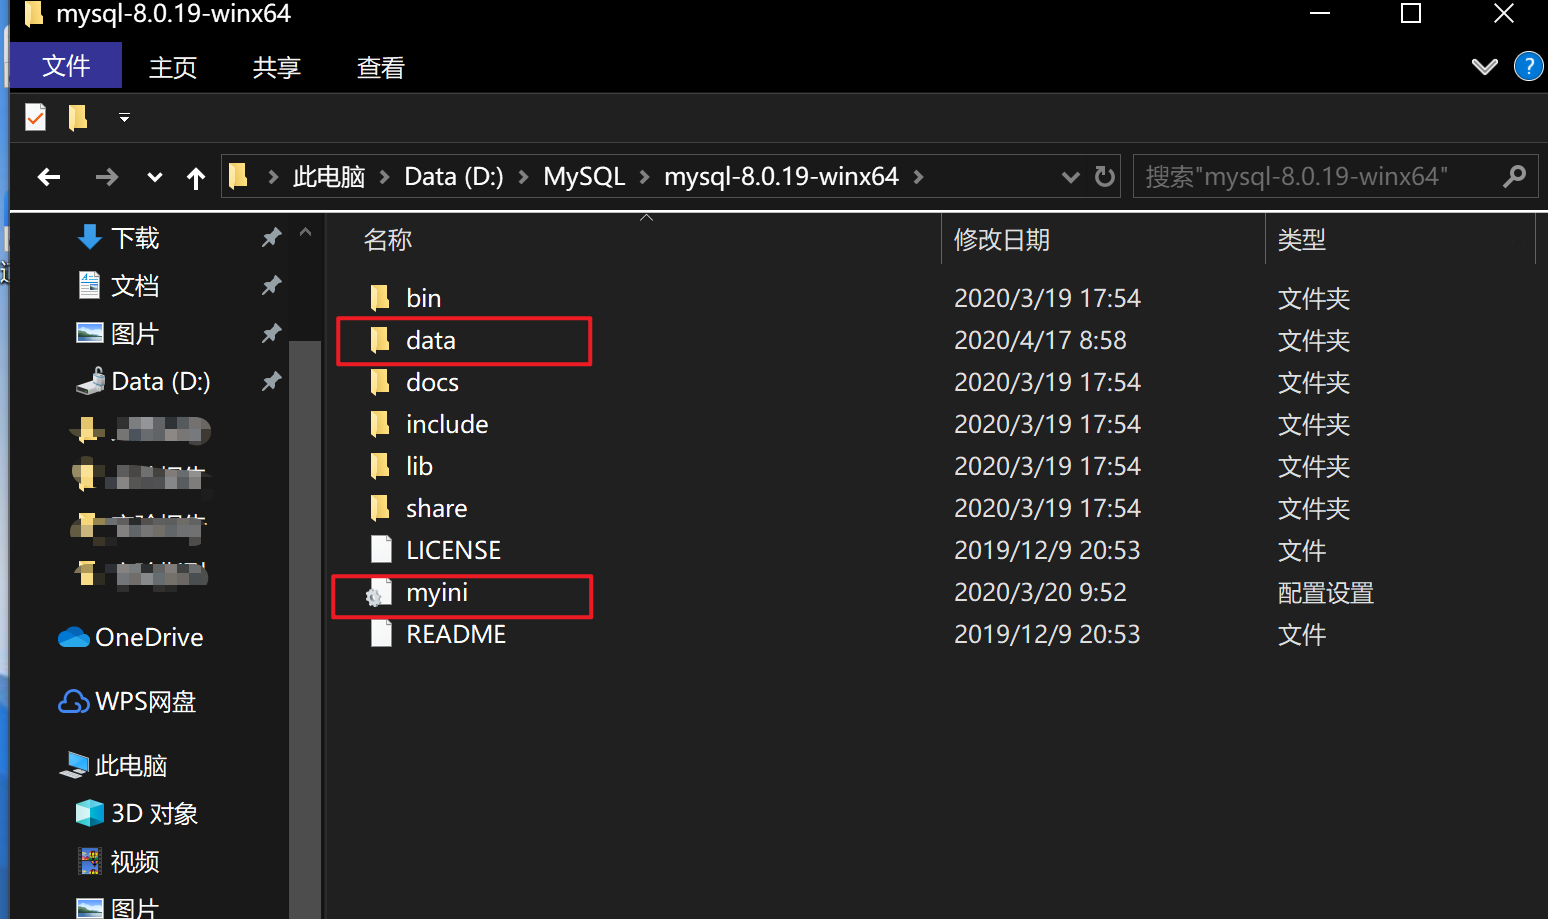 mysql-8.0.19-winx64
文件 主页 共享 查看
此电脑 Data (D:) MySQL mysql-8.0.19-winx64 搜索"mysql-8.0.19-winx64"
名称 修改日期 类型
下载
文档
图片
Data (D:)
OneDrive
WPS网盘
此电脑
3D 对象
视频
图片
bin 2020/3/19 17:54 文件夹
data 2020/4/17 8:58 文件夹
docs 2020/3/19 17:54 文件夹
include 2020/3/19 17:54 文件夹
lib 2020/3/19 17:54 文件夹
share 2020/3/19 17:54 文件夹
LICENSE 2019/12/9 20:53 文件
myini 2020/3/20 9:52 配置设置
README 2019/12/9 20:53 文件